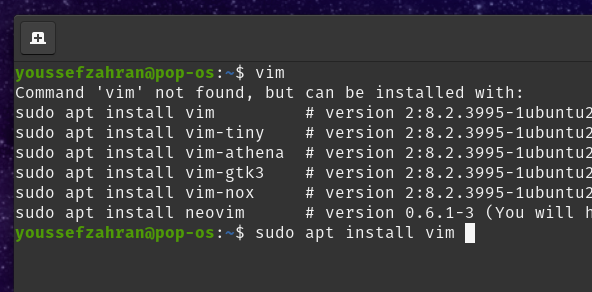 youssefzahran@pop-os:~$ vim
Command 'vim' not found, but can be installed with:
sudo apt install vim         # version 2:8.2.3995-1ubuntu2
sudo apt install vim-tiny    # version 2:8.2.3995-1ubuntu2
sudo apt install vim-athena  # version 2:8.2.3995-1ubuntu2
sudo apt install vim-gtk3    # version 2:8.2.3995-1ubuntu2
sudo apt install vim-nox     # version 2:8.2.3995-1ubuntu2
sudo apt install neovim      # version 0.6.1-3 (You will h
youssefzahran@pop-os:~$ sudo apt install vim